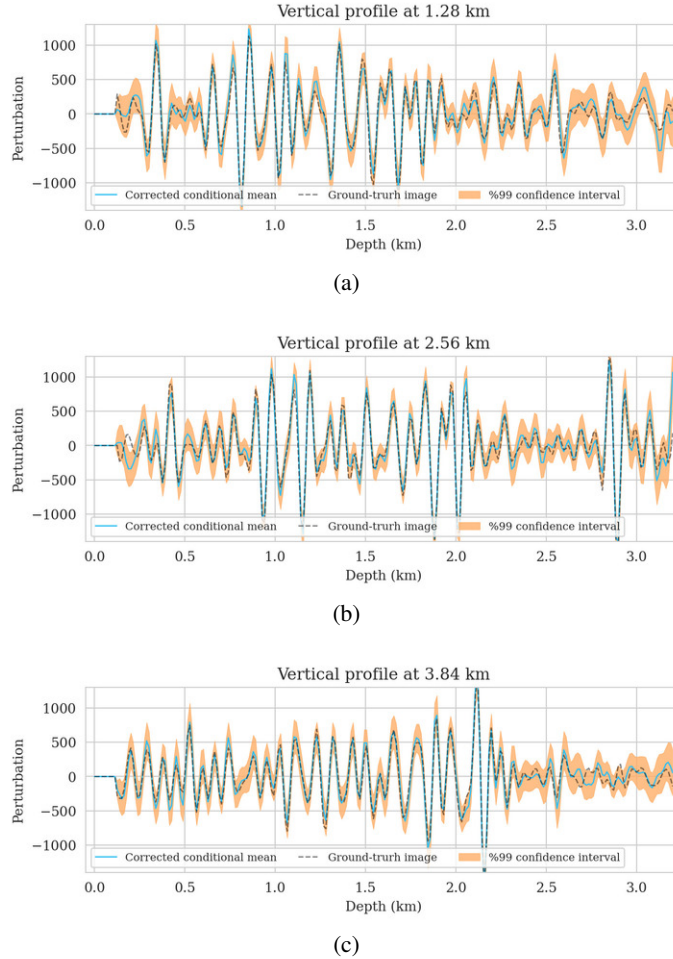 Vertical profile at 1.28 km
1000
500
0
−500
−1000
Perturbation
Corrected conditional mean Ground-trurh image %99 confidence interval
0.0 0.5 1.0 1.5 2.0 2.5 3.0
Depth (km)
(a)
Vertical profile at 2.56 km
1000
500
0
−500
−1000
Perturbation
Corrected conditional mean Ground-trurh image %99 confidence interval
0.0 0.5 1.0 1.5 2.0 2.5 3.0
Depth (km)
(b)
Vertical profile at 3.84 km
1000
500
0
−500
−1000
Perturbation
Corrected conditional mean Ground-trurh image %99 confidence interval
0.0 0.5 1.0 1.5 2.0 2.5 3.0
Depth (km)
(c)